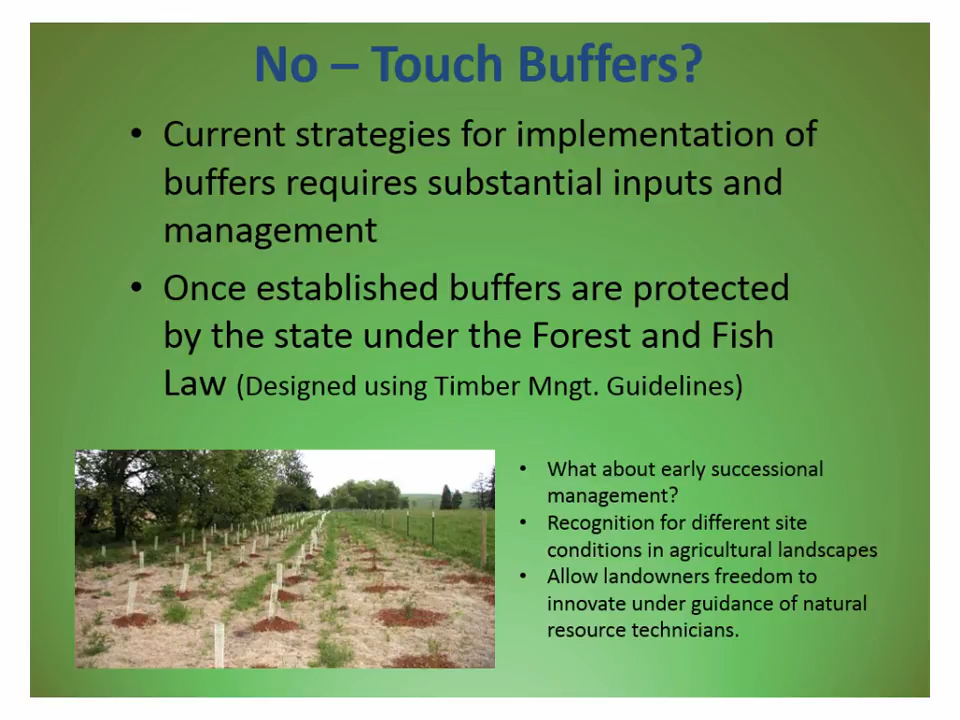 No – Touch Buffers?
• Current strategies for implementation of
buffers requires substantial inputs and
management
• Once established buffers are protected
by the state under the Forest and Fish
Law (Designed using Timber Mngt. Guidelines)
• What about early successional
management?
• Recognition for different site
conditions in agricultural landscapes
• Allow landowners freedom to
innovate under guidance of natural
resource technicians.